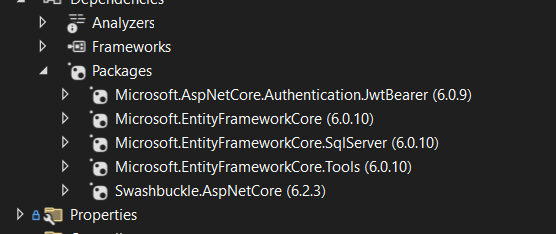 Dependencies
Analyzers
Frameworks
Packages
Microsoft.AspNetCore.Authentication.JwtBearer (6.0.9)
Microsoft.EntityFrameworkCore (6.0.10)
Microsoft.EntityFrameworkCore.SqlServer (6.0.10)
Microsoft.EntityFrameworkCore.Tools (6.0.10)
Swashbuckle.AspNetCore (6.2.3)
Properties